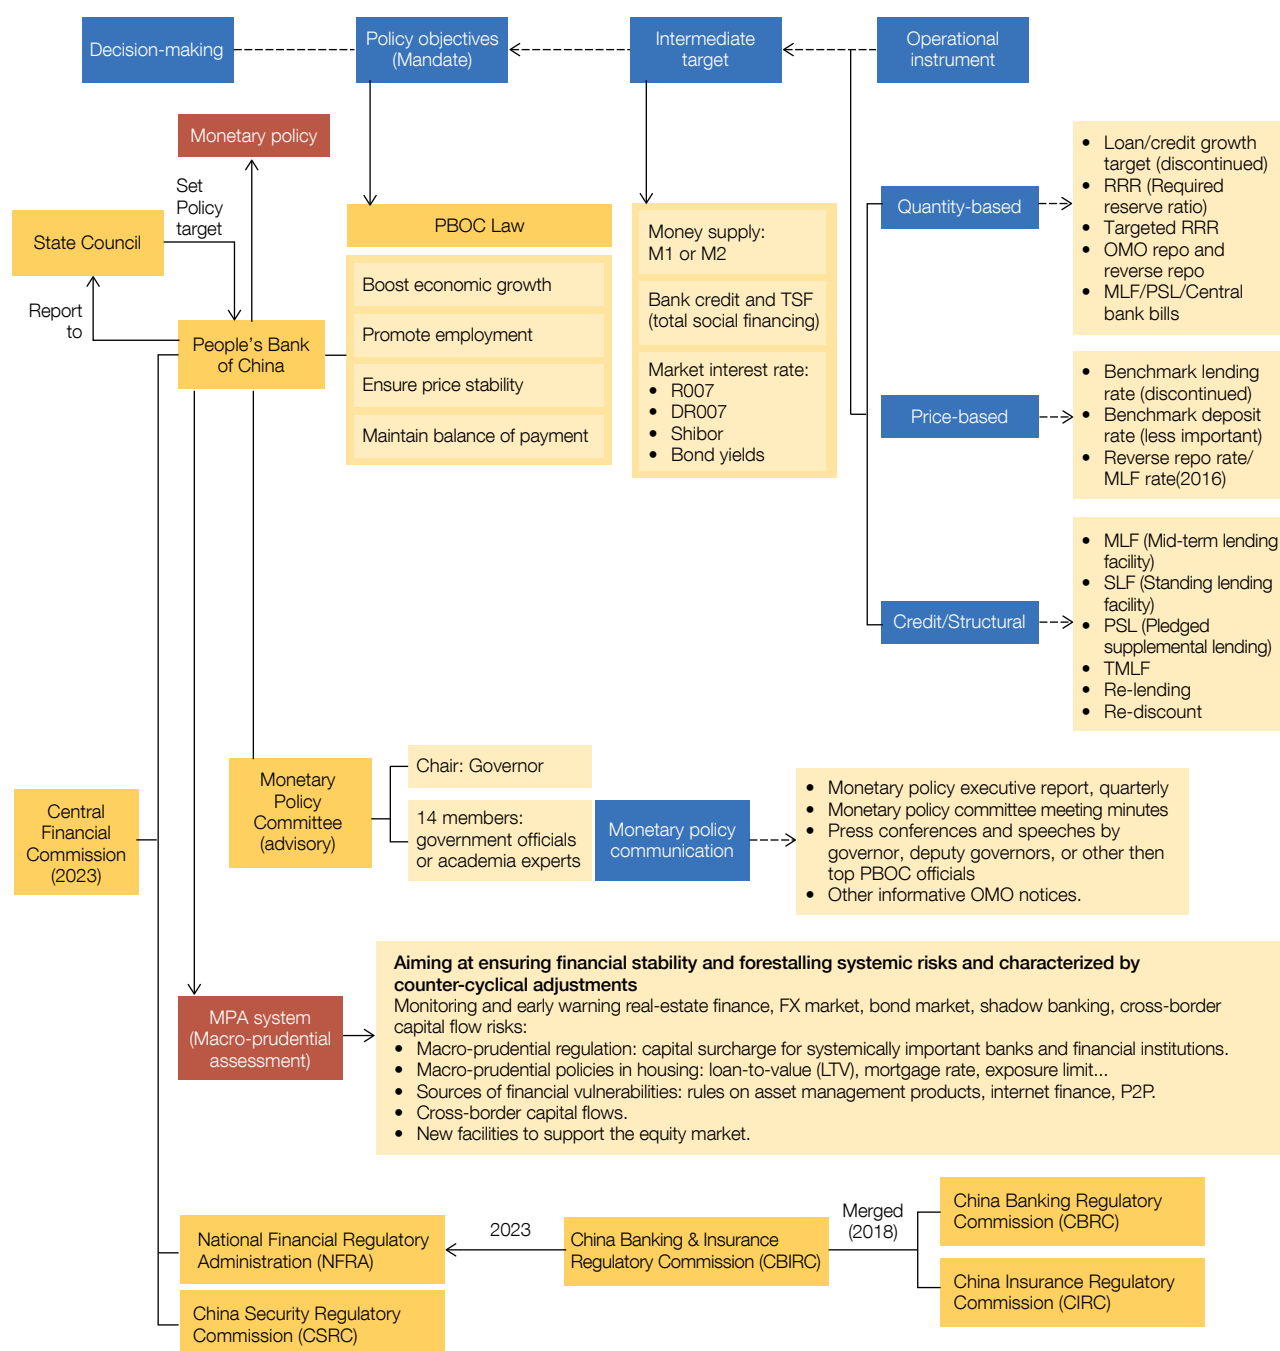 Decision-making
Policy objectives
(Mandate)
Intermediate
target
Operational
instrument
Monetary policy
Set
Policy
target
State Council
Report
to
People's Bank
of China
PBOC Law
Boost economic growth
Promote employment
Ensure price stability
Maintain balance of payment
Money supply:
M1 or M2
Bank credit and TSF
(total social financing)
Market interest rate:
• R007
• DR007
• Shibor
• Bond yields
Quantity-based
• Loan/credit growth
target (discontinued)
• RRR (Required
reserve ratio)
• Targeted RRR
• OMO repo and
reverse repo
• MLF/PSL/Central
bank bills
Price-based
• Benchmark lending
rate (discontinued)
• Benchmark deposit
rate (less important)
• Reverse repo rate/
MLF rate(2016)
Credit/Structural
• MLF (Mid-term lending
facility)
• SLF (Standing lending
facility)
• PSL (Pledged
supplemental lending)
• TMLF
• Re-lending
• Re-discount
Central
Financial
Commission
(2023)
Monetary
Policy
Committee
(advisory)
Chair: Governor
14 members:
government officials
or academia experts
Monetary policy
communication
• Monetary policy executive report, quarterly
• Monetary policy committee meeting minutes
• Press conferences and speeches by
governor, deputy governors, or other then
top PBOC officials
• Other informative OMO notices.
MPA system
(Macro-prudential
assessment)
Aiming at ensuring financial stability and forestalling systemic risks and characterized by
counter-cyclical adjustments
Monitoring and early warning real-estate finance, FX market, bond market, shadow banking, cross-border
capital flow risks:
• Macro-prudential regulation: capital surcharge for systemically important banks and financial institutions.
• Macro-prudential policies in housing: loan-to-value (LTV), mortgage rate, exposure limit...
• Sources of financial vulnerabilities: rules on asset management products, internet finance, P2P.
• Cross-border capital flows.
• New facilities to support the equity market.
National Financial Regulatory
Administration (NFRA)
2023
China Banking & Insurance
Regulatory Commission (CBIRC)
Merged
(2018)
China Banking Regulatory
Commission (CBRC)
China Insurance Regulatory
Commission (CIRC)
China Security Regulatory
Commission (CSRC)